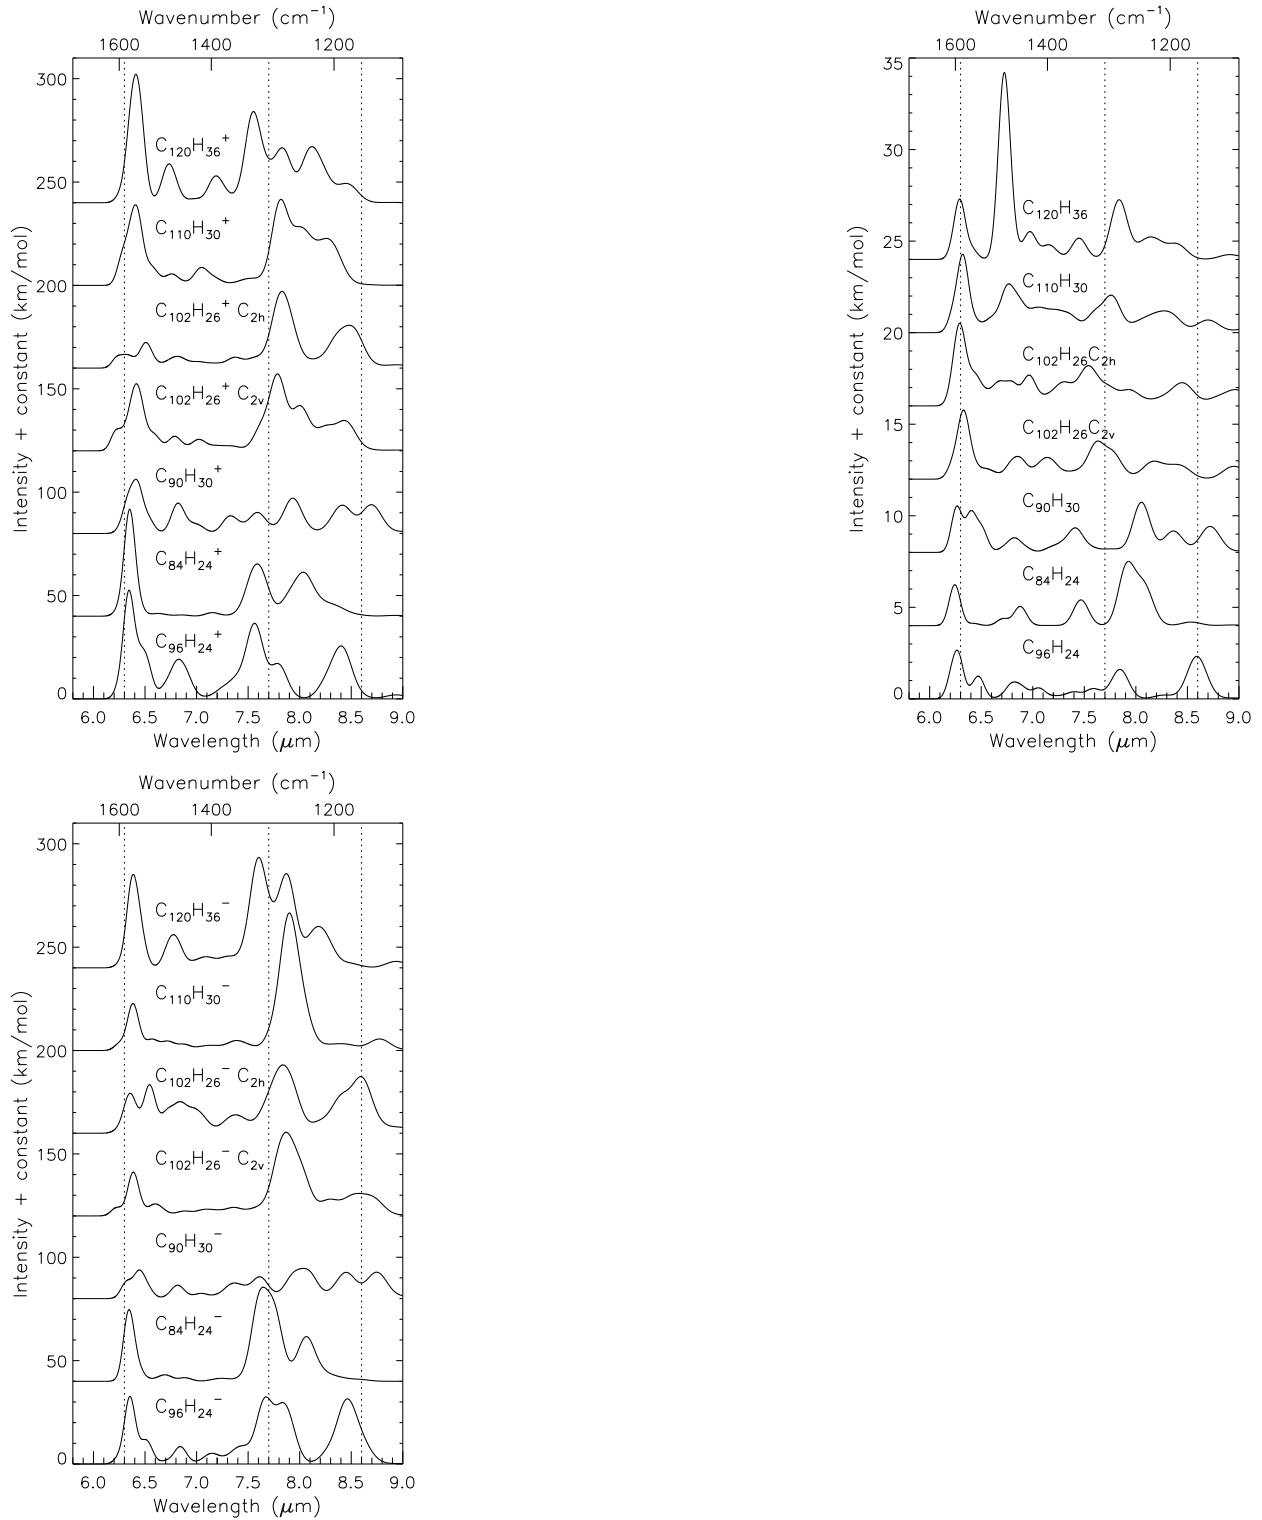 Wavenumber (cm⁻¹)
1600 1400 1200
300
250
200
150
100
50
0
Intensity + constant (km/mol)
C₁₂₀H₃₆⁺
C₁₁₀H₃₀⁺
C₁₀₂H₂₆⁺ C₂ₕ
C₁₀₂H₂₆⁺ C₂ᵥ
C₉₀H₃₀⁺
C₈₄H₂₄⁺
C₉₆H₂₄⁺
6.0 6.5 7.0 7.5 8.0 8.5 9.0
Wavelength (μm)
Wavenumber (cm⁻¹)
1600 1400 1200
35
30
25
20
15
10
5
0
Intensity + constant (km/mol)
C₁₂₀H₃₆
C₁₁₀H₃₀
C₁₀₂H₂₆C₂ₕ
C₁₀₂H₂₆C₂ᵥ
C₉₀H₃₀
C₈₄H₂₄
C₉₆H₂₄
6.0 6.5 7.0 7.5 8.0 8.5 9.0
Wavelength (μm)
Wavenumber (cm⁻¹)
1600 1400 1200
300
250
200
150
100
50
0
Intensity + constant (km/mol)
C₁₂₀H₃₆⁻
C₁₁₀H₃₀⁻
C₁₀₂H₂₆⁻ C₂ₕ
C₁₀₂H₂₆⁻ C₂ᵥ
C₉₀H₃₀⁻
C₈₄H₂₄⁻
C₉₆H₂₄⁻
6.0 6.5 7.0 7.5 8.0 8.5 9.0
Wavelength (μm)